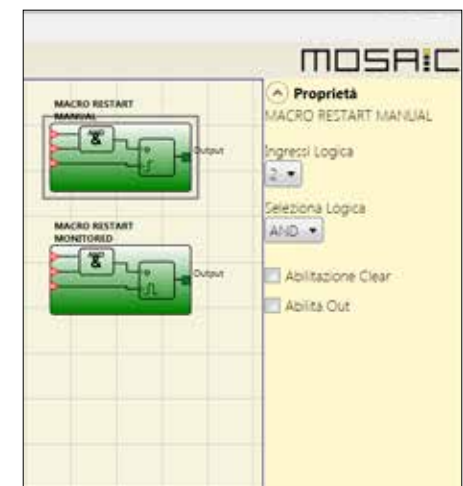 MOSAIC
MACRO RESTART
MANUAL
&
Output
MACRO RESTART
MONITORED
&
Output
Proprietà
MACRO RESTART MANUAL
Ingressi Logica
2
Seleziona Logica
AND
Abilitazione Clear
Abilita Out